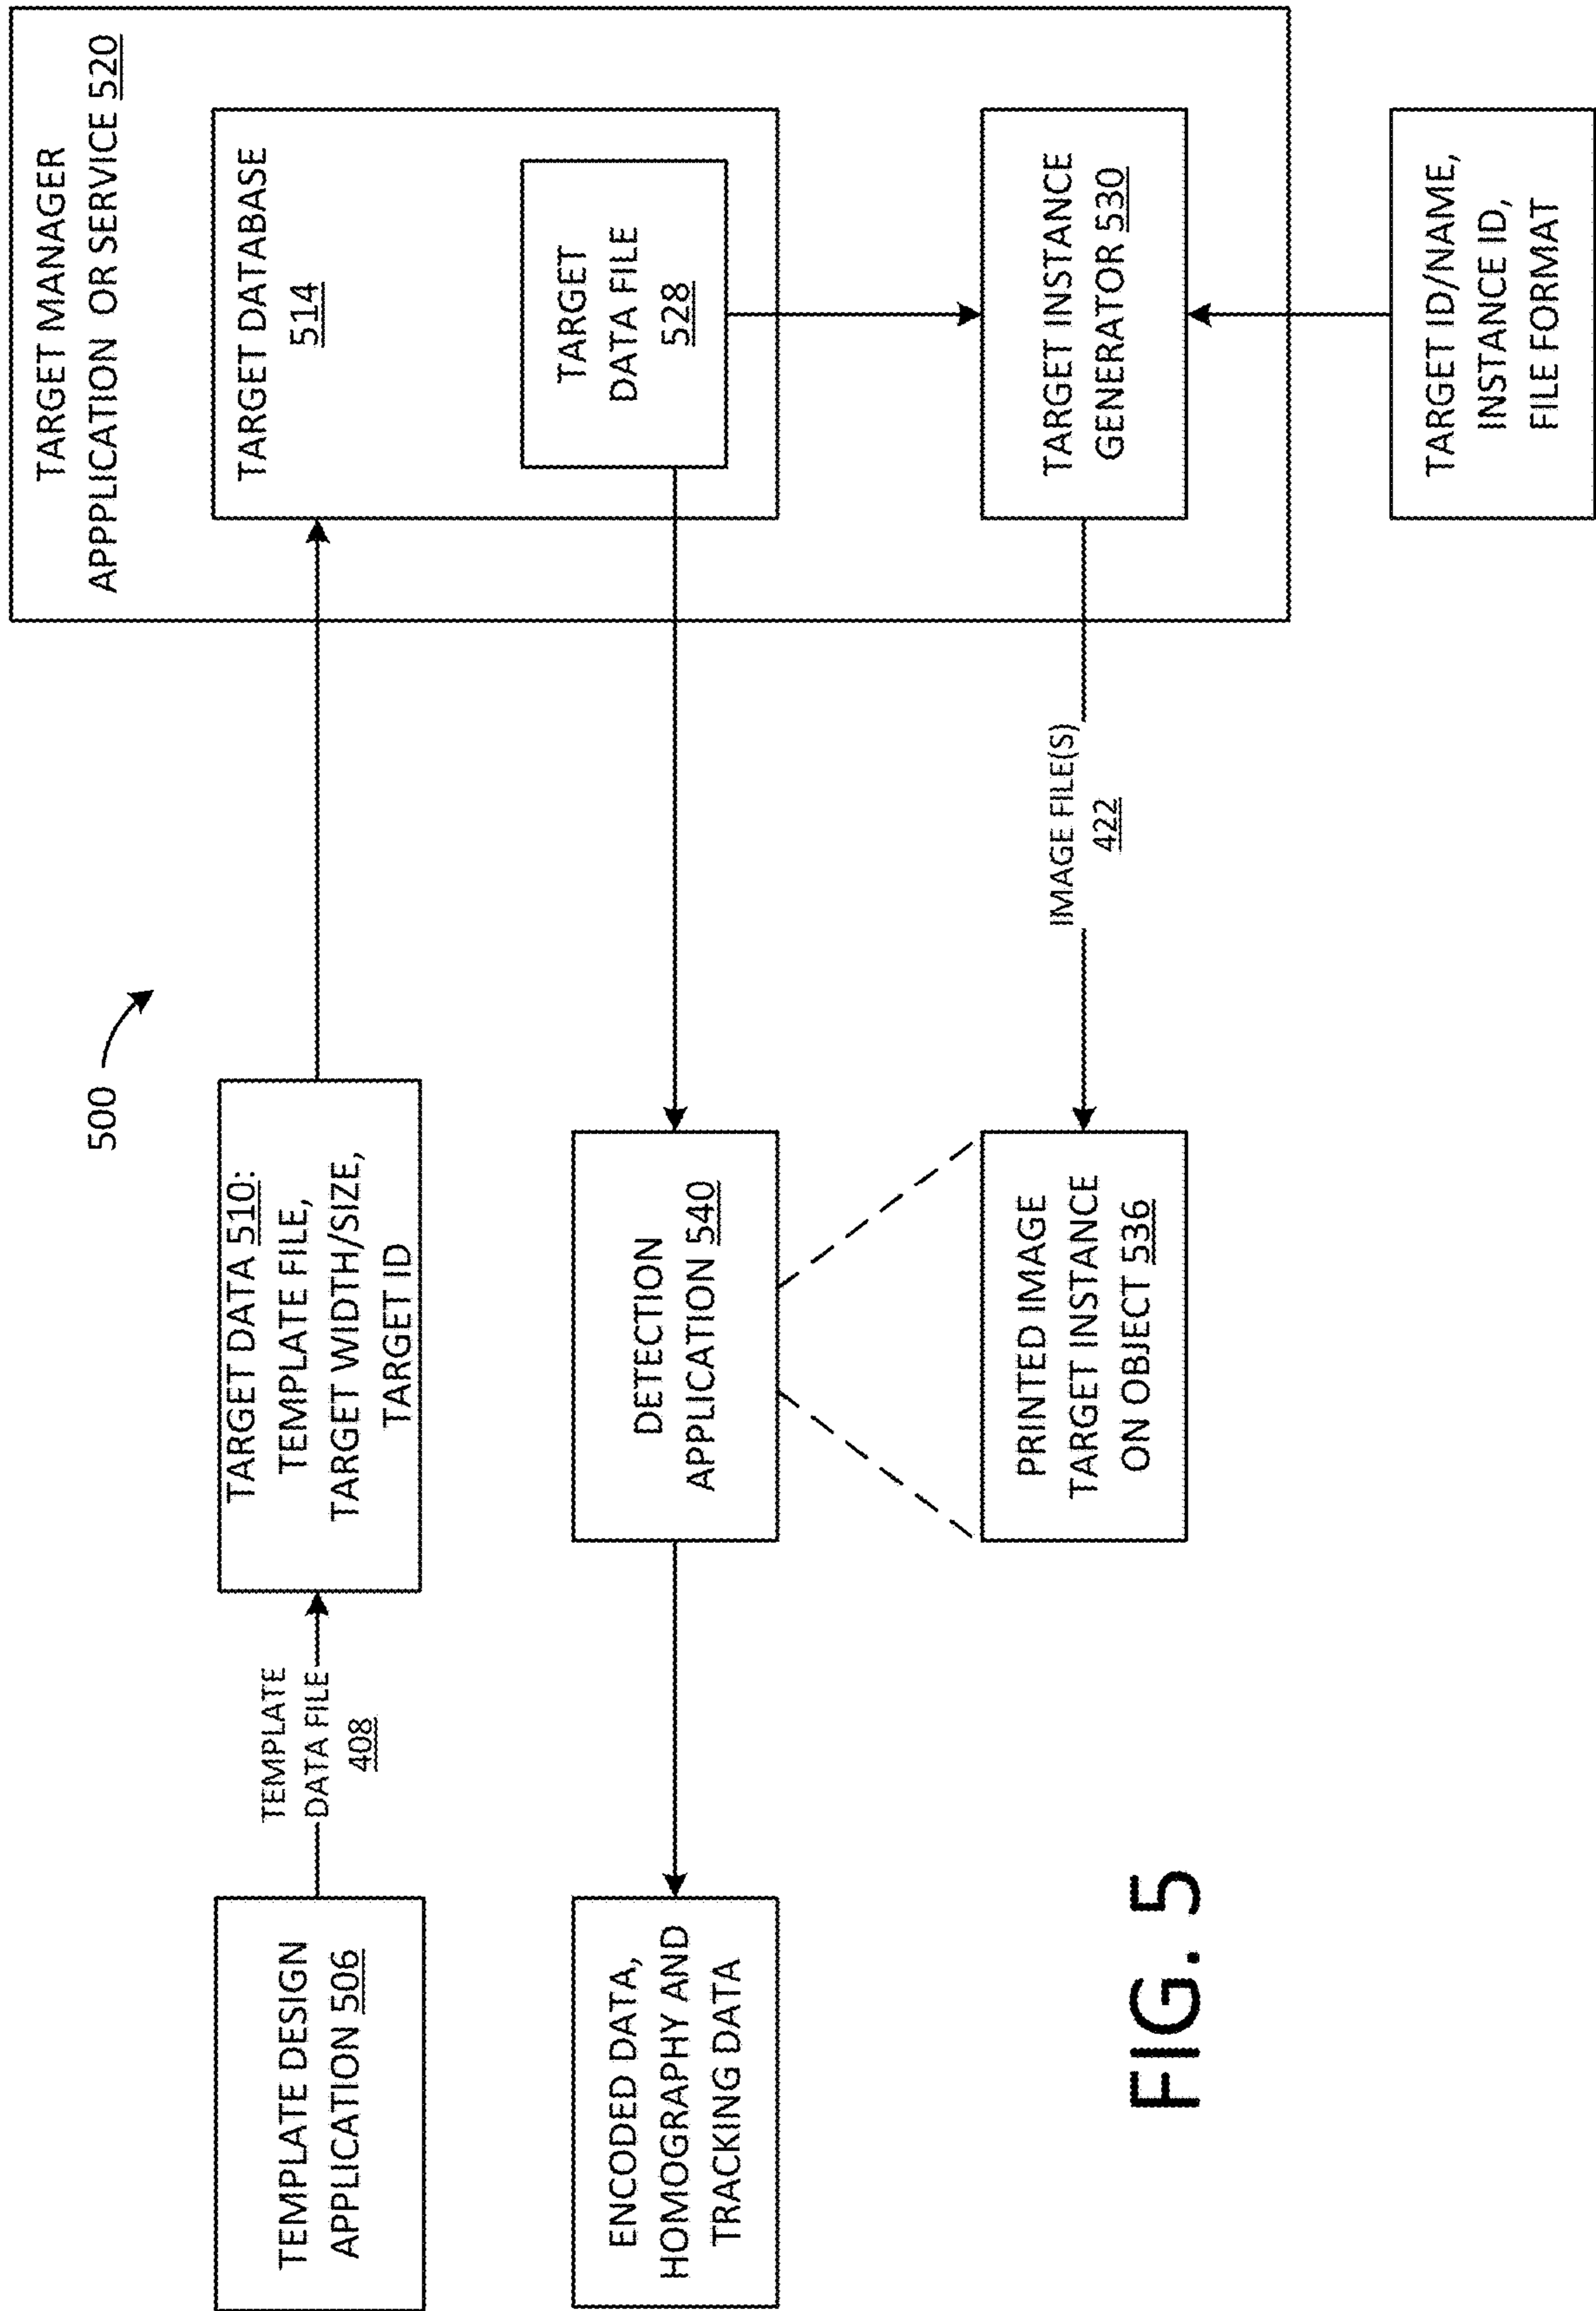 500
TEMPLATE DESIGN
APPLICATION 506
TEMPLATE
DATA FILE
408
TARGET DATA 510:
TEMPLATE FILE,
TARGET WIDTH/SIZE,
TARGET ID
TARGET MANAGER
APPPLICATION OR SERVICE 520
TARGET DATABASE
514
TARGET
DATA FILE
528
ENCODED DATA,
HOMOGRAPHY AND
TRACKING DATA
DETECTION
APPLICATION 540
PRINTED IMAGE
TARGET INSTANCE
ON OBJECT 536
IMAGE FILE(S)
422
TARGET INSTANCE
GENERATOR 530
TARGET ID/NAME,
INSTANCE ID,
FILE FORMAT
FIG. 5